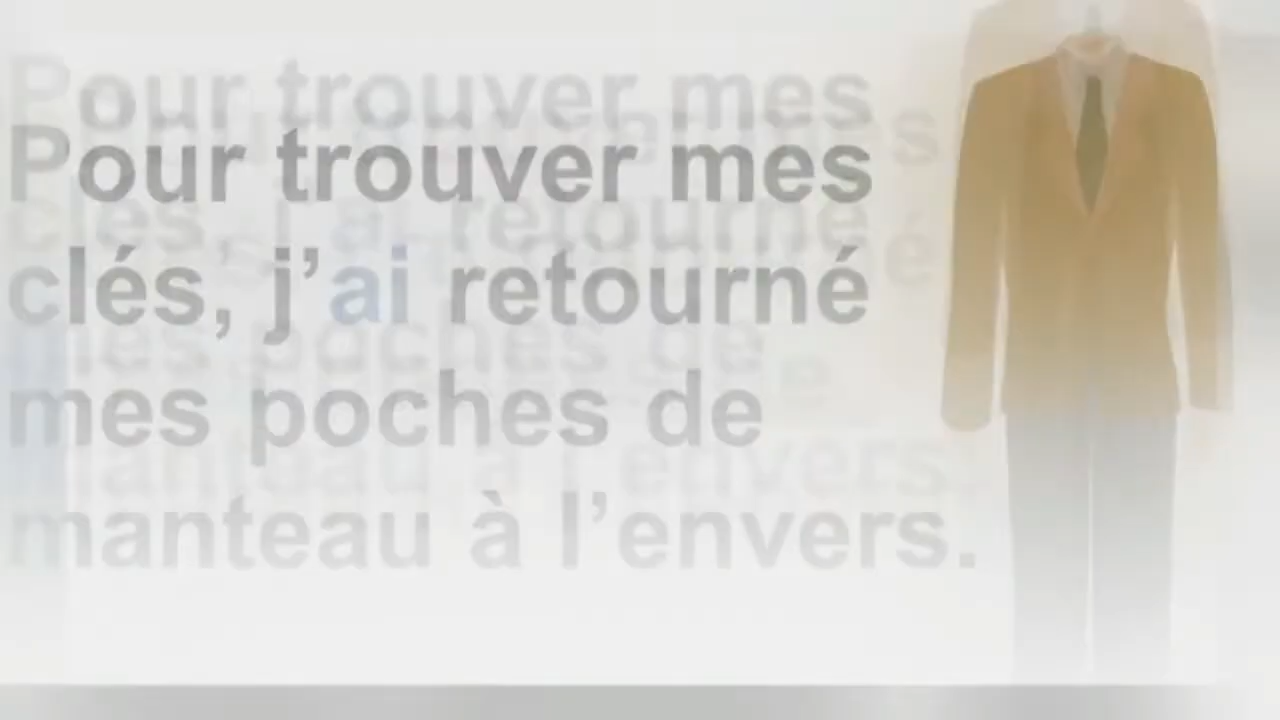 Pour trouver mes
clés, j’ai retourné
mes poches de
manteau à l’envers.